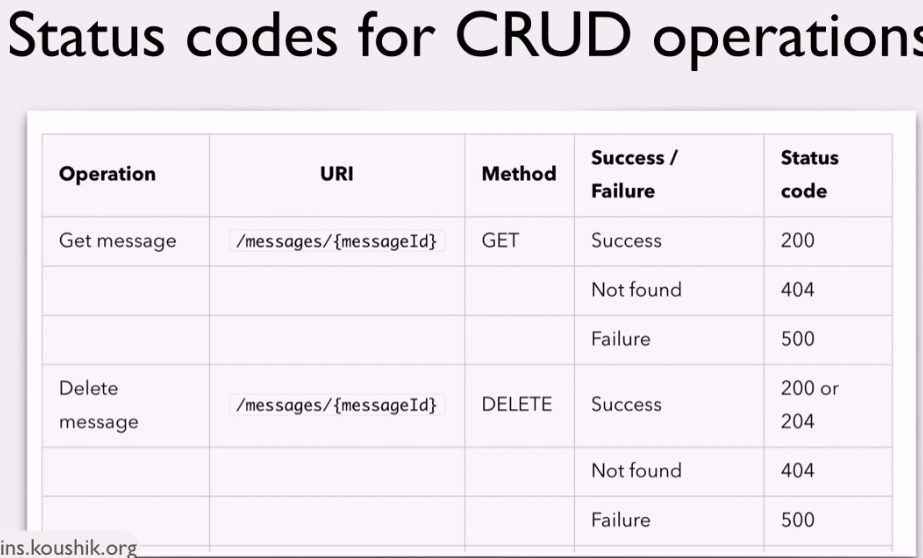 Status codes for CRUD operations
Operation URI Method Success / Failure Status code
Get message /messages/{messageId} GET Success 200
Not found 404
Failure 500
Delete message /messages/{messageId} DELETE Success 200 or 204
Not found 404
Failure 500
ins.koushik.org